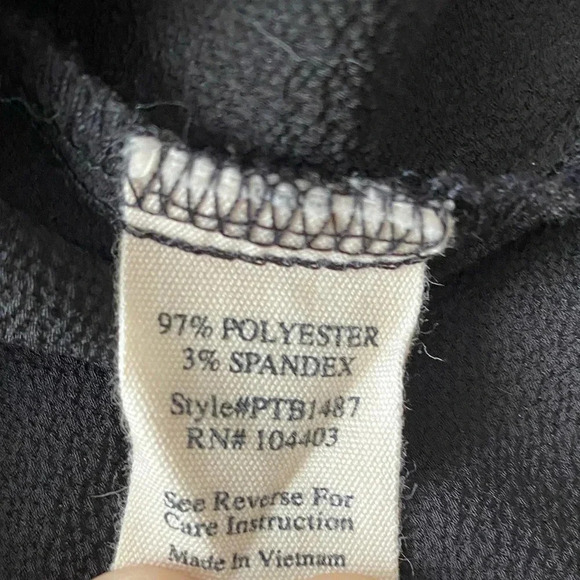 97% POLYESTER
3% SPANDEX
Style#PTB1487
RN# 104403
See Reverse For
Care Instruction
Made In Vietnam